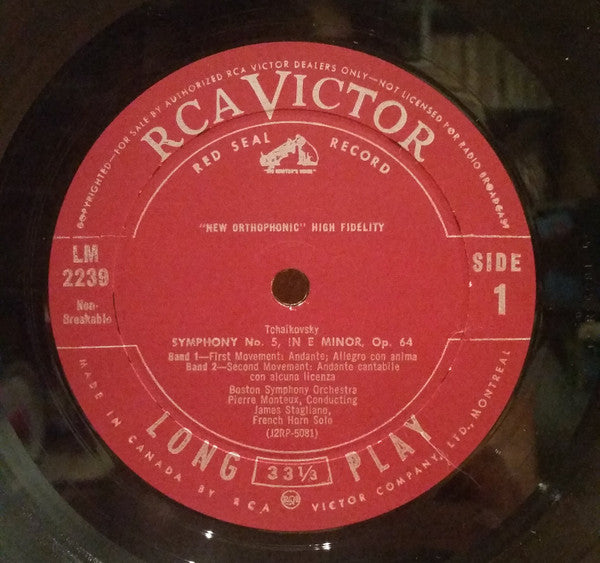 COPYRIGHTED—FOR SALE BY AUTHORIZED RCA VICTOR DEALERS ONLY—NOT LICENSED FOR RADIO BROADCAST
RCA VICTOR
RED SEAL RECORD
"HIS MASTER'S VOICE"
"NEW ORTHOPHONIC" HIGH FIDELITY
LM
2239
Non-
Breakable
SIDE
1
Tchaikovsky
SYMPHONY No. 5, IN E MINOR, Op. 64
Band 1—First Movement: Andante; Allegro con anima
Band 2—Second Movement: Andante cantabile
con alcuna licenza
Boston Symphony Orchestra
Pierre Monteux, Conducting
James Stagliano,
French Horn Solo
(J2RP-5081)
LONG 33⅓ PLAY
MADE IN CANADA BY RCA RCA VICTOR COMPANY, LTD., MONTREAL